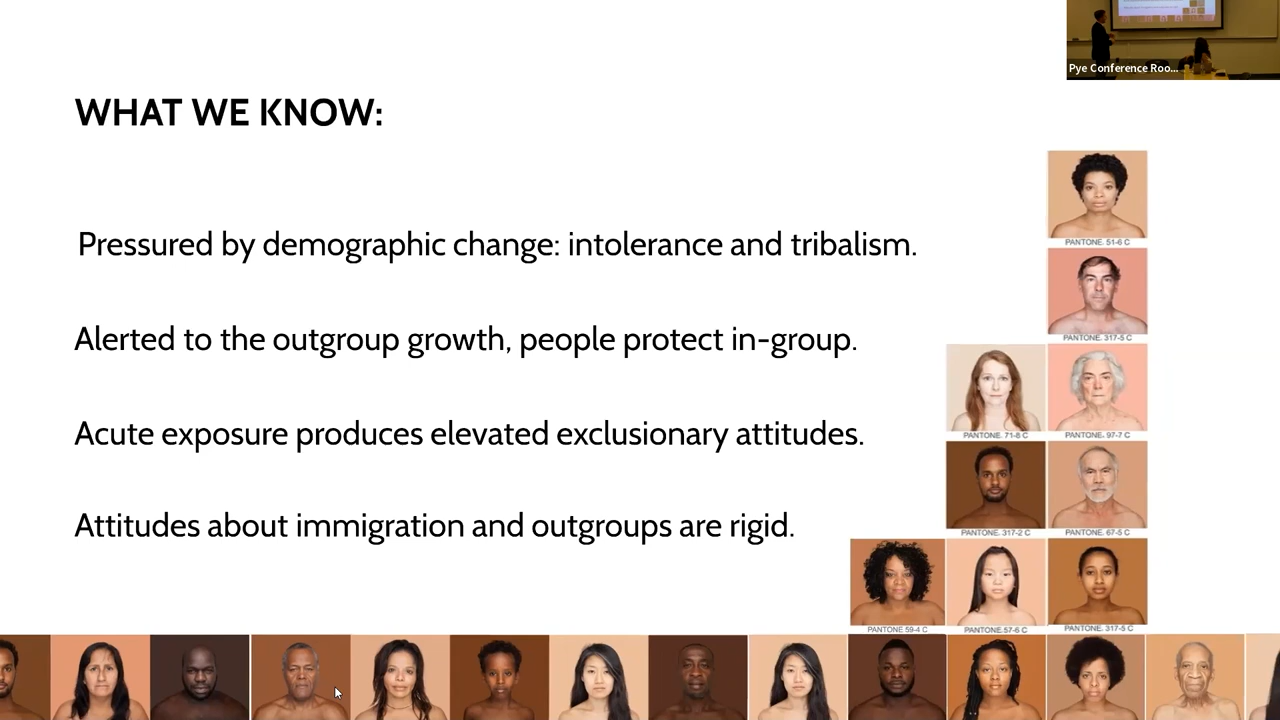 Pye Conference Roo...
WHAT WE KNOW:
Pressured by demographic change: intolerance and tribalism.
Alerted to the outgroup growth, people protect in-group.
Acute exposure produces elevated exclusionary attitudes.
Attitudes about immigration and outgroups are rigid.
PANTONE. 51-6 C
PANTONE. 317-5 C
PANTONE. 71-8 C
PANTONE. 97-7 C
PANTONE. 317-2 C
PANTONE. 67-5 C
PANTONE 59-4 C
PANTONE. 57-6 C
PANTONE. 317-5 C